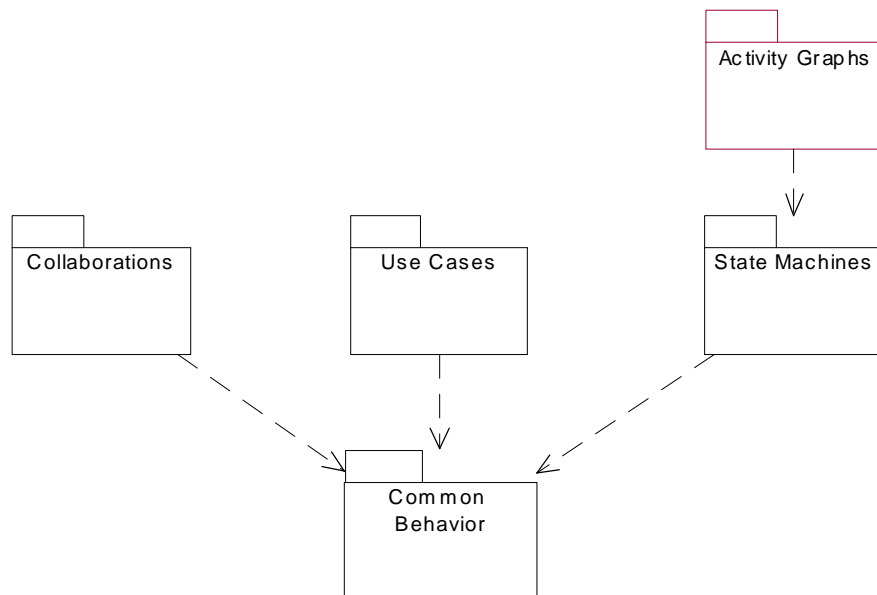 Activity Graphs
Collaborations
Use Cases
State Machines
Common
Behavior